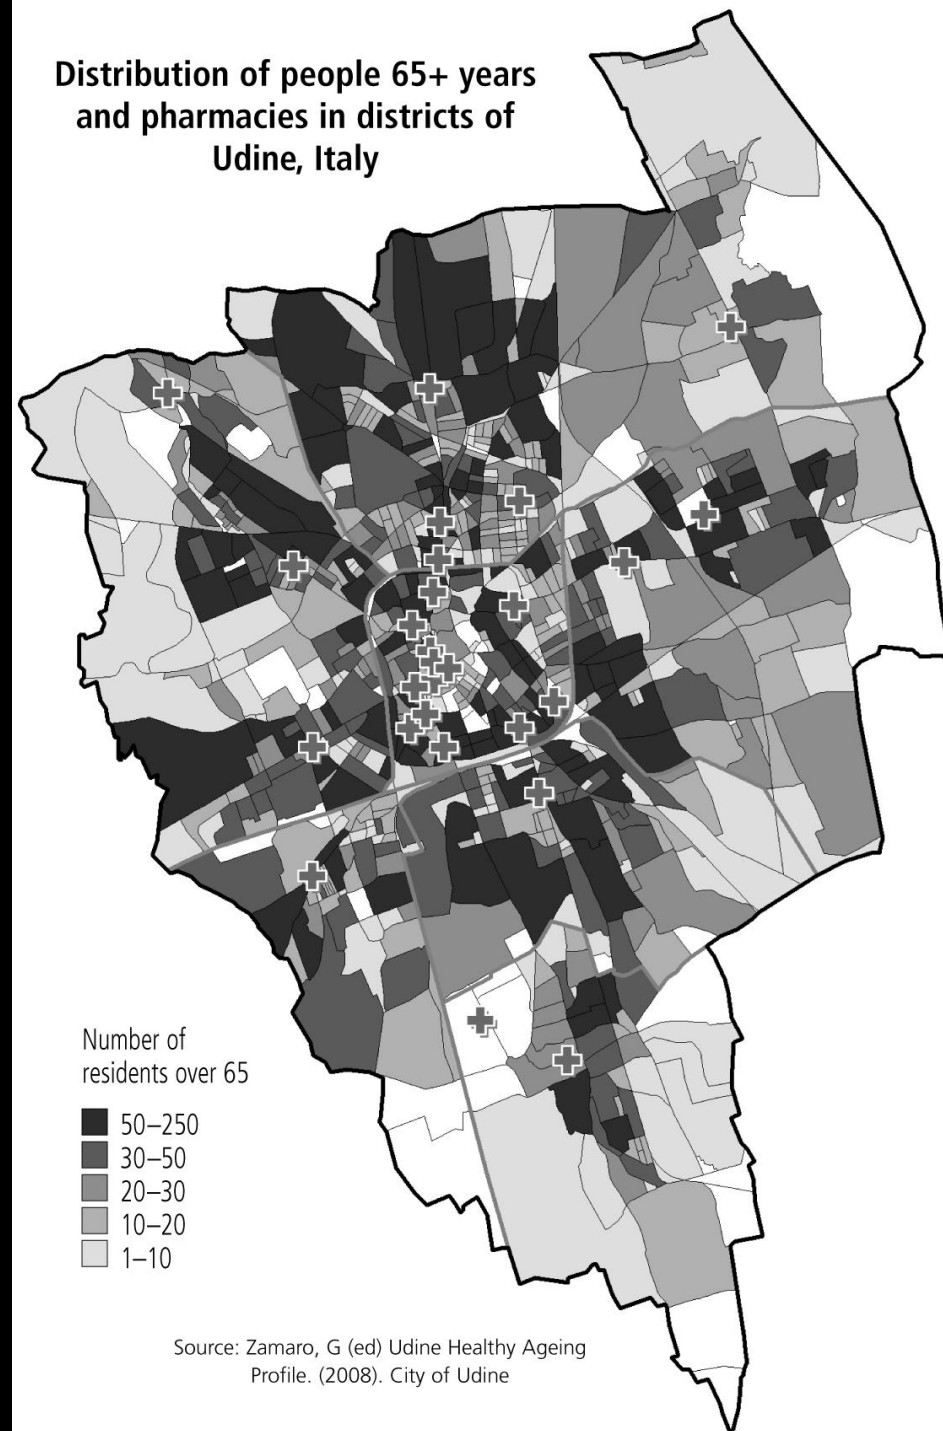 Distribution of people 65+ years
and pharmacies in districts of
Udine, Italy
Number of
residents over 65
50–250
30–50
20–30
10–20
1–10
Source: Zamaro, G (ed) Udine Healthy Ageing
Profile. (2008). City of Udine